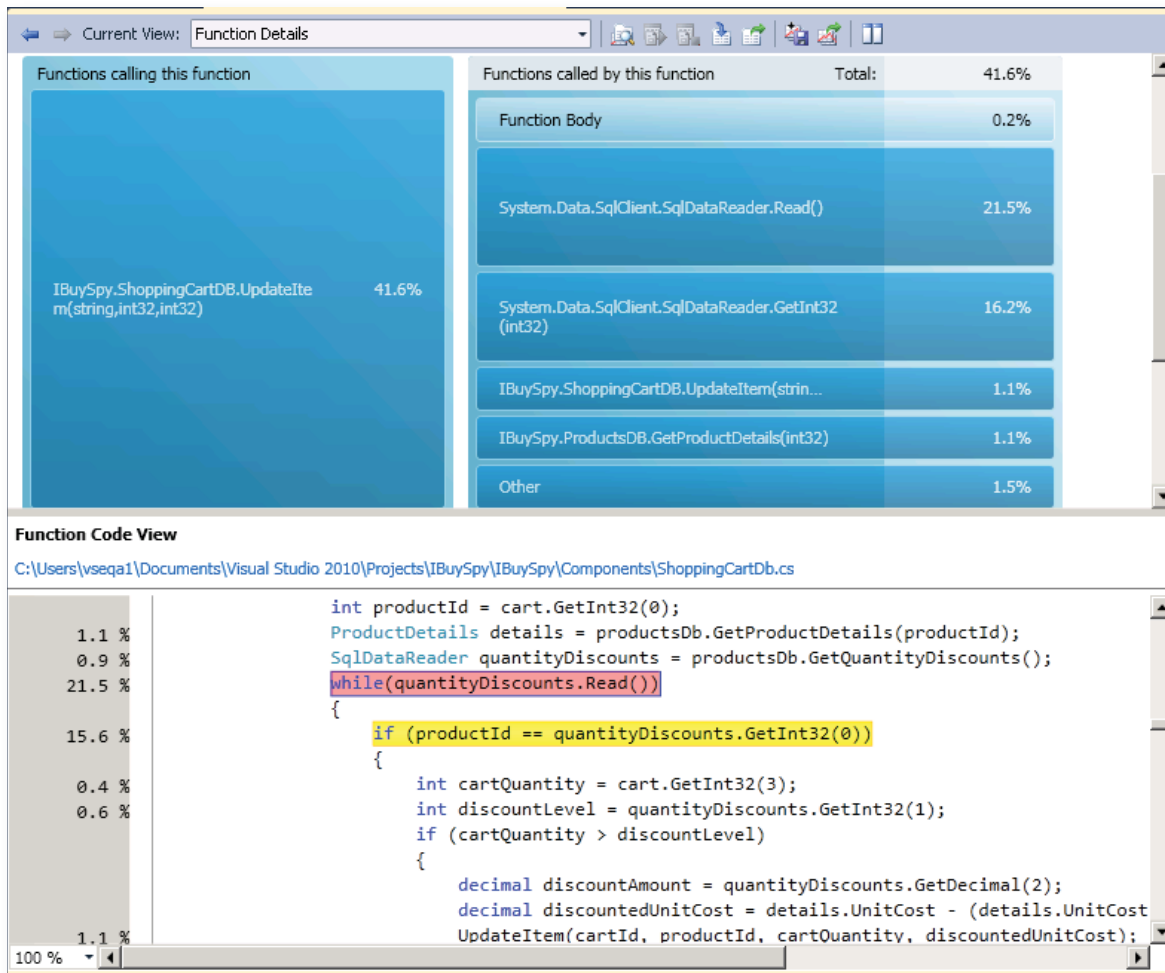 Current View: Function Details
Functions calling this function
IBuySpy.ShoppingCartDB.UpdateIte
m(string,int32,int32)
41.6%
Functions called by this function Total: 41.6%
Function Body 0.2%
System.Data.SqlClient.SqlDataReader.Read() 21.5%
System.Data.SqlClient.SqlDataReader.GetInt32
(int32)
16.2%
IBuySpy.ShoppingCartDB.UpdateItem(strin... 1.1%
IBuySpy.ProductsDB.GetProductDetails(int32) 1.1%
Other 1.5%
Function Code View
C:\Users\vseqa1\Documents\Visual Studio 2010\Projects\IBuySpy\IBuySpy\Components\ShoppingCartDb.cs
int productId = cart.GetInt32(0);
1.1 % ProductDetails details = productsDb.GetProductDetails(productId);
0.9 % SqlDataReader quantityDiscounts = productsDb.GetQuantityDiscounts();
21.5 % while(quantityDiscounts.Read())
{
15.6 % if (productId == quantityDiscounts.GetInt32(0))
{
0.4 % int cartQuantity = cart.GetInt32(3);
0.6 % int discountLevel = quantityDiscounts.GetInt32(1);
if (cartQuantity > discountLevel)
{
decimal discountAmount = quantityDiscounts.GetDecimal(2);
decimal discountedUnitCost = details.UnitCost - (details.UnitCost
1.1 % UpdateItem(cartId, productId, cartQuantity, discountedUnitCost);
100 %